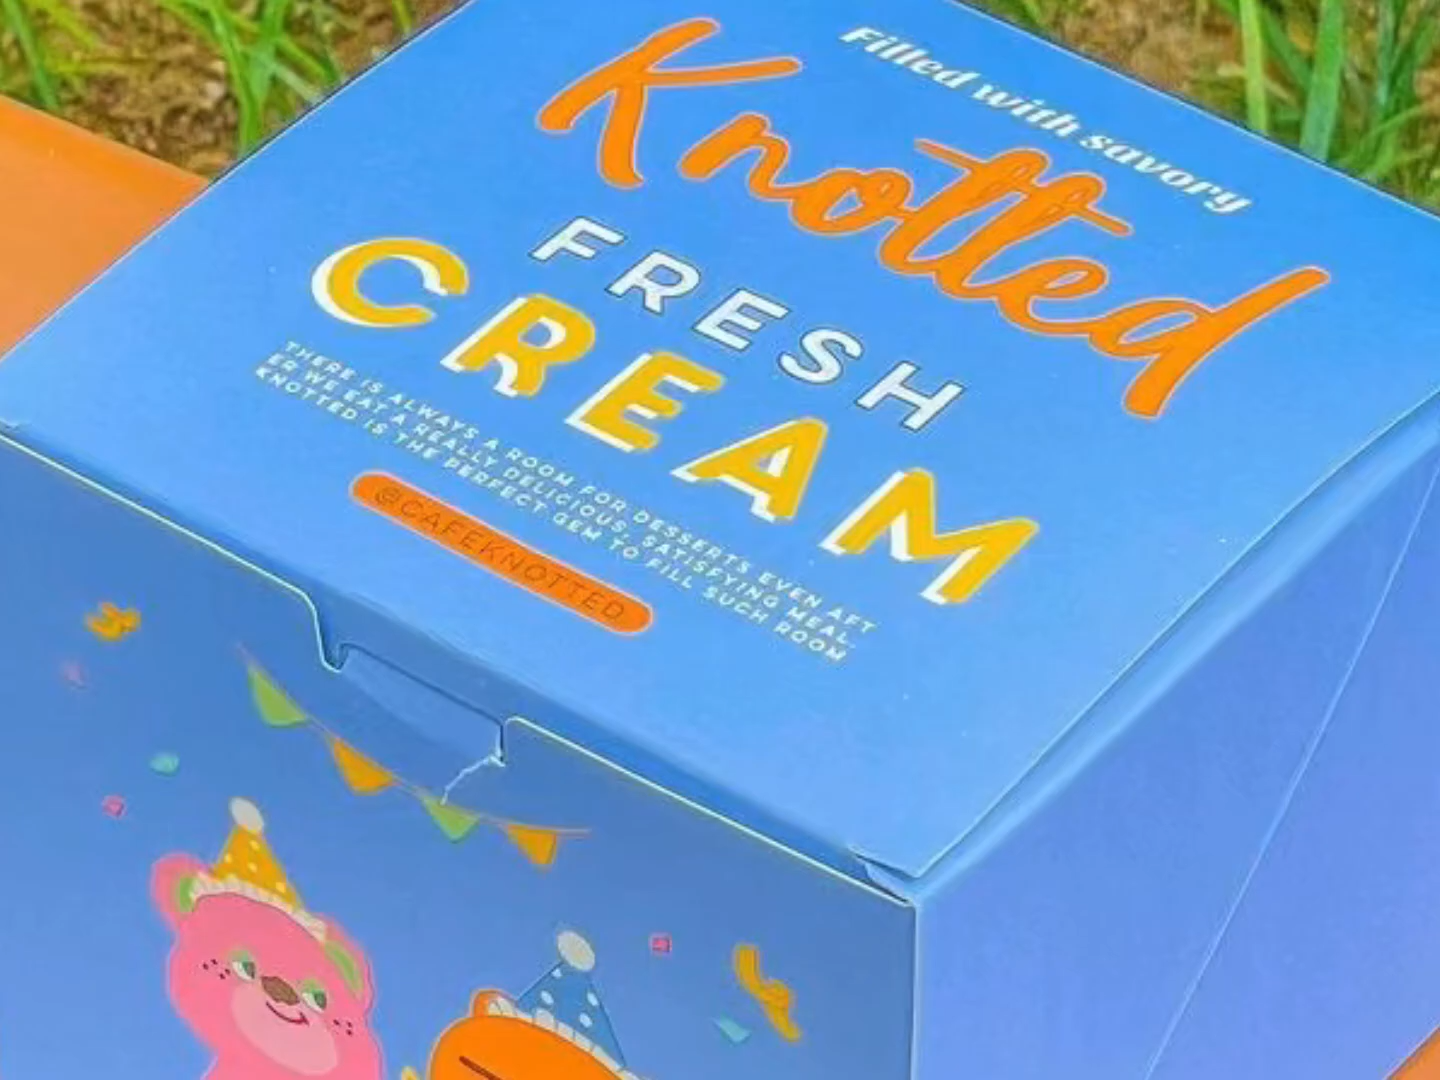 Filled with savory
Knotted
FRESH
CREAM
THERE IS ALWAYS A ROOM FOR DESSERTS EVEN AFT
ER WE EAT A REALLY DELICIOUS, SATISFYING MEAL.
KNOTTED IS THE PERFECT GEM TO FILL SUCH ROOM
@CAFEKNOTTED